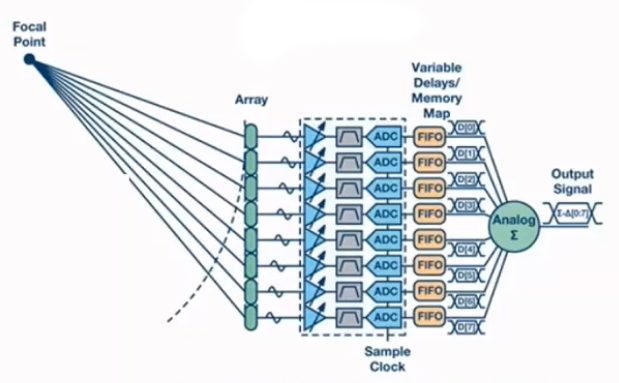 Focal
Point
Array
Variable
Delays/
Memory
Map
ADC
FIFO
D[0]
ADC
FIFO
D[1]
ADC
FIFO
D[2]
ADC
FIFO
D[3]
ADC
FIFO
D[4]
ADC
FIFO
D[5]
ADC
FIFO
D[6]
ADC
FIFO
D[7]
Analog
Σ
Output
Signal
Σ-Δ[0:7]
Sample
Clock